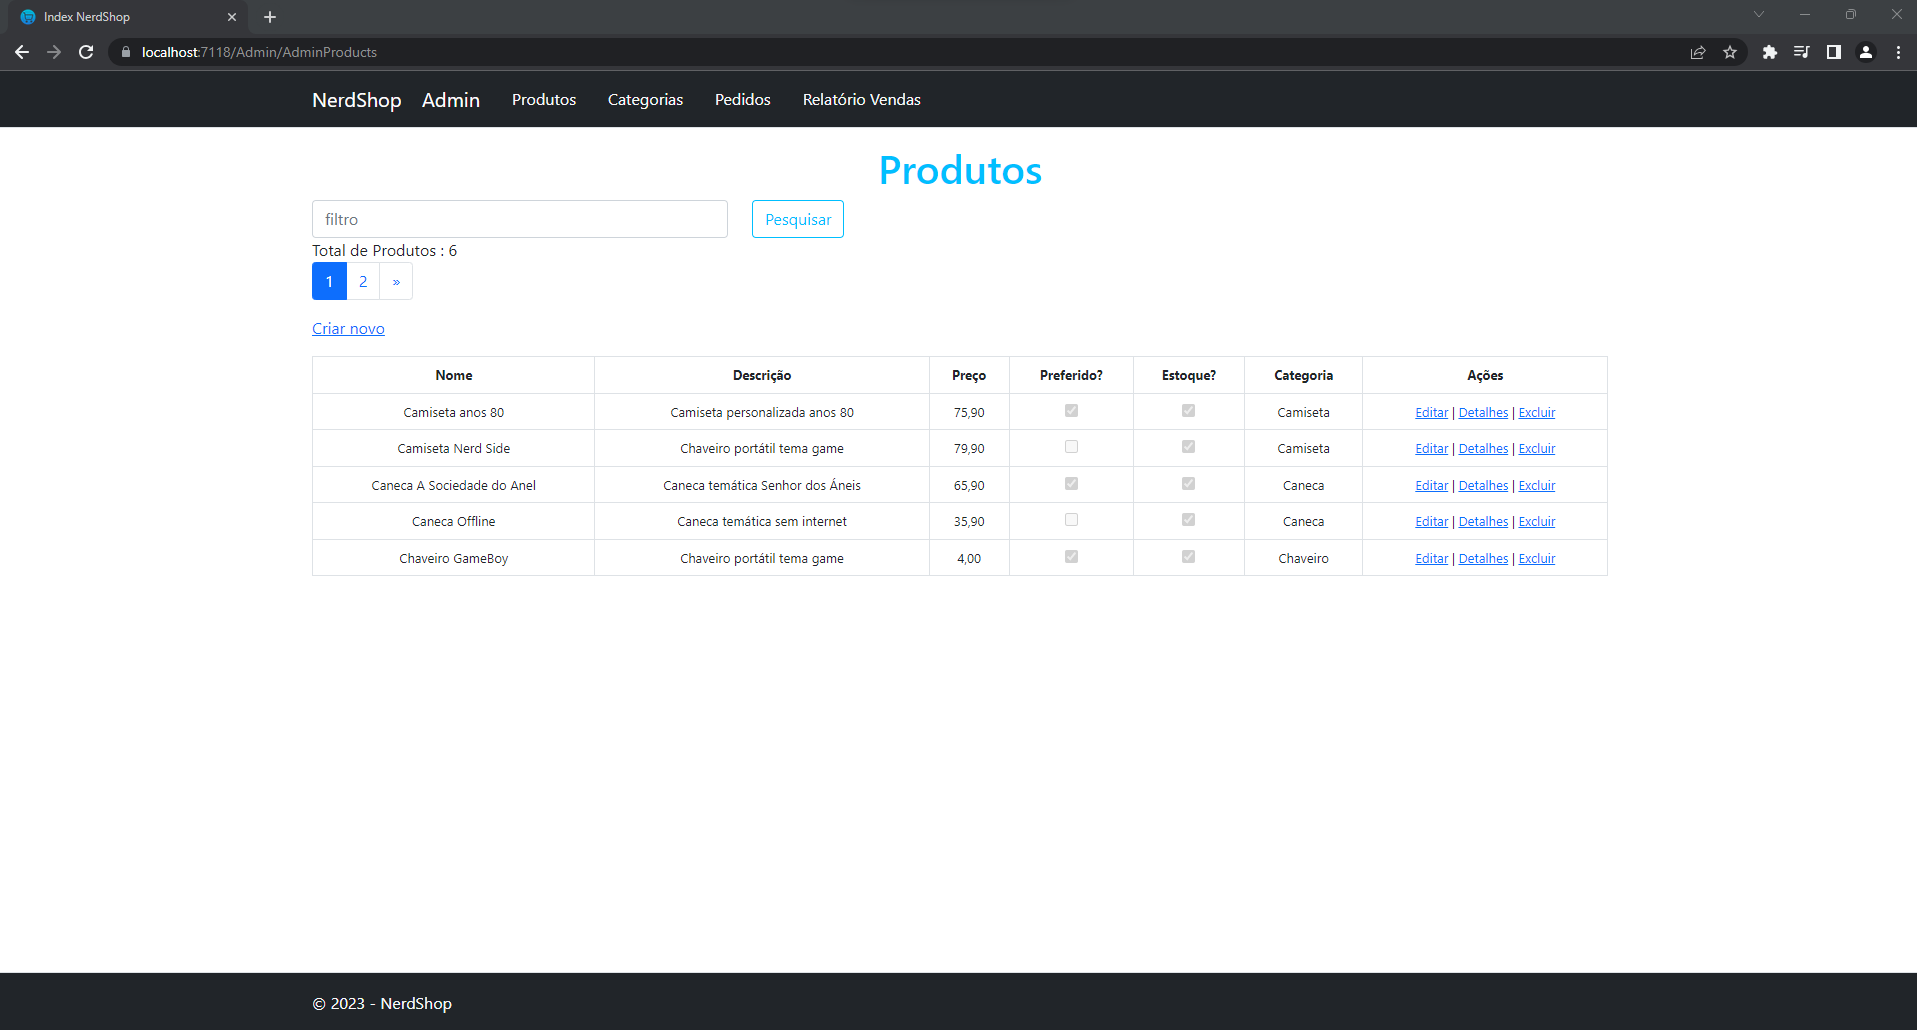 Index NerdShop
localhost:7118/Admin/AdminProducts
NerdShop Admin Produtos Categorias Pedidos Relatório Vendas
Produtos
filtro Pesquisar
Total de Produtos : 6
1 2 »
Criar novo
Nome Descrição Preço Preferido? Estoque? Categoria Ações
Camiseta anos 80 Camiseta personalizada anos 80 75,90 Camiseta Editar | Detalhes | Excluir
Camiseta Nerd Side Chaveiro portátil tema game 79,90 Camiseta Editar | Detalhes | Excluir
Caneca A Sociedade do Anel Caneca temática Senhor dos Áneis 65,90 Caneca Editar | Detalhes | Excluir
Caneca Offline Caneca temática sem internet 35,90 Caneca Editar | Detalhes | Excluir
Chaveiro GameBoy Chaveiro portátil tema game 4,00 Chaveiro Editar | Detalhes | Excluir
© 2023 - NerdShop